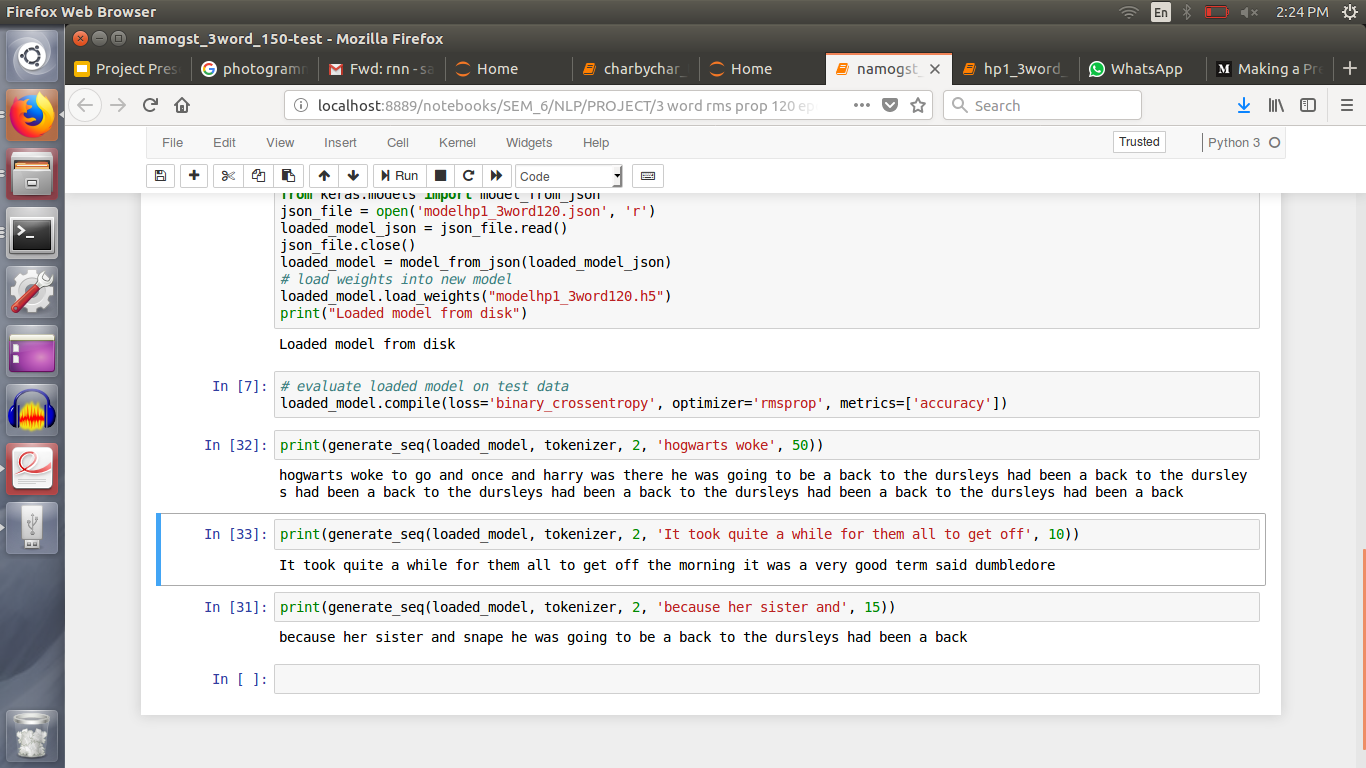 Firefox Web Browser
En
2:24 PM
namogst_3word_150-test - Mozilla Firefox
Project Pres
photogramm
Fwd: rnn - sa
Home
charbychar_
Home
namogst_
hp1_3word_
WhatsApp
Making a Pr
localhost:8889/notebooks/SEM_6/NLP/PROJECT/3 word rms prop 120 ep
Search
File Edit View Insert Cell Kernel Widgets Help
Trusted
Python 3
Run
Code
from keras.models import model_from_json
json_file = open('modelhp1_3word120.json', 'r')
loaded_model_json = json_file.read()
json_file.close()
loaded_model = model_from_json(loaded_model_json)
# load weights into new model
loaded_model.load_weights("modelhp1_3word120.h5")
print("Loaded model from disk")
Loaded model from disk
In [7]: # evaluate loaded model on test data
loaded_model.compile(loss='binary_crossentropy', optimizer='rmsprop', metrics=['accuracy'])
In [32]: print(generate_seq(loaded_model, tokenizer, 2, 'hogwarts woke', 50))
hogwarts woke to go and once and harry was there he was going to be a back to the dursleys had been a back to the dursley
s had been a back to the dursleys had been a back to the dursleys had been a back to the dursleys had been a back
In [33]: print(generate_seq(loaded_model, tokenizer, 2, 'It took quite a while for them all to get off', 10))
It took quite a while for them all to get off the morning it was a very good term said dumbledore
In [31]: print(generate_seq(loaded_model, tokenizer, 2, 'because her sister and', 15))
because her sister and snape he was going to be a back to the dursleys had been a back
In [ ]: